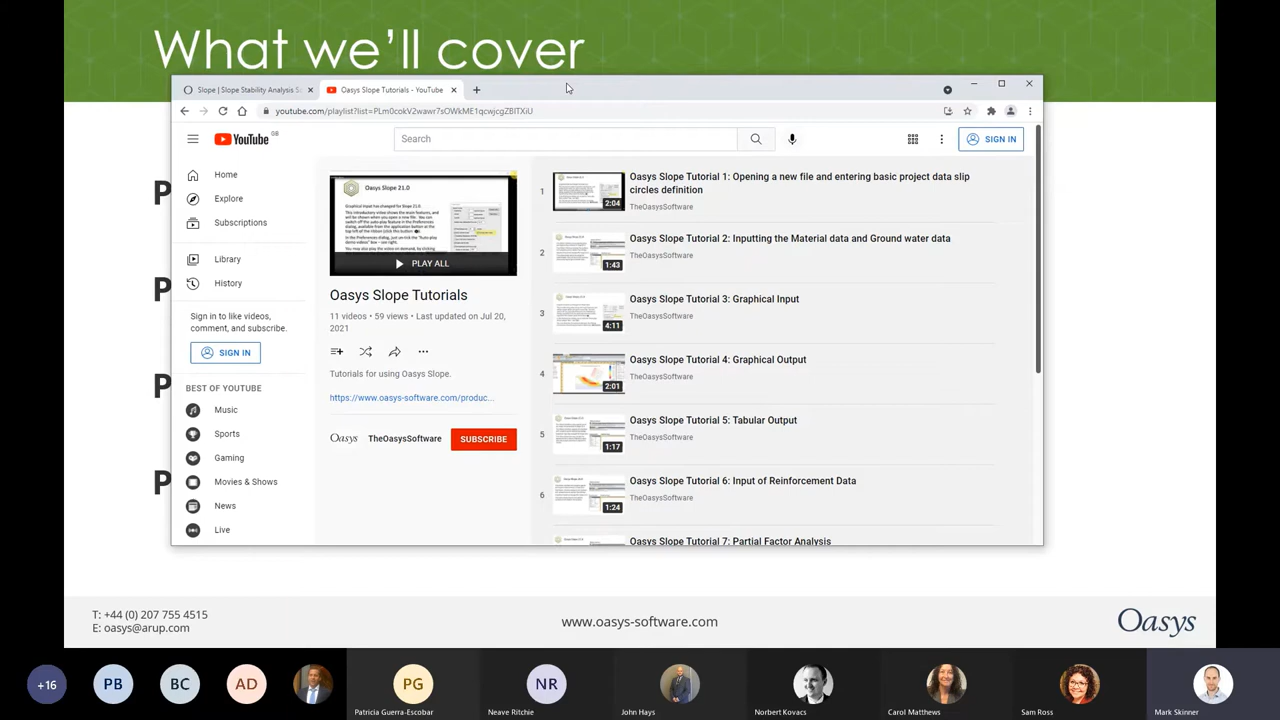 What we'll cover
Slope | Slope Stability Analysis S
Oasys Slope Tutorials - YouTube
youtube.com/playlist?list=PLm0cokV2wawr7sOWkME1qcwjcgZBlTXiU
YouTube GB
Search
SIGN IN
Home
Explore
Subscriptions
Library
History
Sign in to like videos,
comment, and subscribe.
SIGN IN
BEST OF YOUTUBE
Music
Sports
Gaming
Movies & Shows
News
Live
Oasys Slope 21.0
Graphical Input has changed for Slope 21.0.
PLAY ALL
Oasys Slope Tutorials
11 videos • 59 views • Last updated on Jul 20,
2021
Tutorials for using Oasys Slope.
https://www.oasys-software.com/produc...
Oasys TheOasysSoftware SUBSCRIBE
1
2:04
Oasys Slope Tutorial 1: Opening a new file and entering basic project data slip
circles definition
TheOasysSoftware
2
1:43
Oasys Slope Tutorial 2: Inputting the Material data and Ground water data
TheOasysSoftware
3
4:11
Oasys Slope Tutorial 3: Graphical Input
TheOasysSoftware
4
2:01
Oasys Slope Tutorial 4: Graphical Output
TheOasysSoftware
5
1:17
Oasys Slope Tutorial 5: Tabular Output
TheOasysSoftware
6
1:24
Oasys Slope Tutorial 6: Input of Reinforcement Data
TheOasysSoftware
Oasys Slope Tutorial 7: Partial Factor Analysis
P
P
P
P
T: +44 (0) 207 755 4515
E: oasys@arup.com
www.oasys-software.com
Oasys
+16
PB
BC
AD
PG
NR
Patricia Guerra-Escobar
Neave Ritchie
John Hays
Norbert Kovacs
Carol Matthews
Sam Ross
Mark Skinner